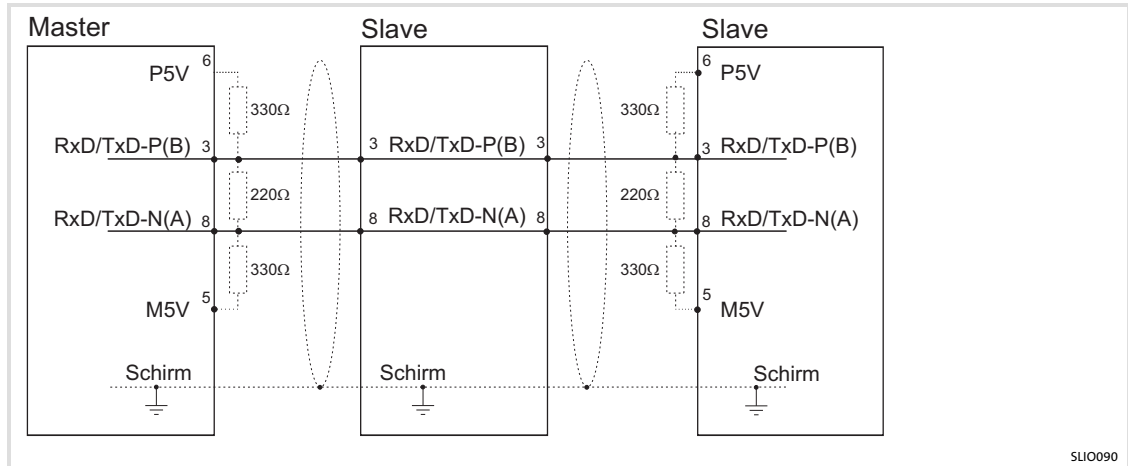 Master
Slave
Slave
6
P5V
6
P5V
330Ω
330Ω
RxD/TxD-P(B) 3
3 RxD/TxD-P(B) 3
3 RxD/TxD-P(B)
220Ω
220Ω
RxD/TxD-N(A) 8
8 RxD/TxD-N(A) 8
8 RxD/TxD-N(A)
330Ω
330Ω
M5V 5
5 M5V
Schirm
Schirm
Schirm
SLIO090